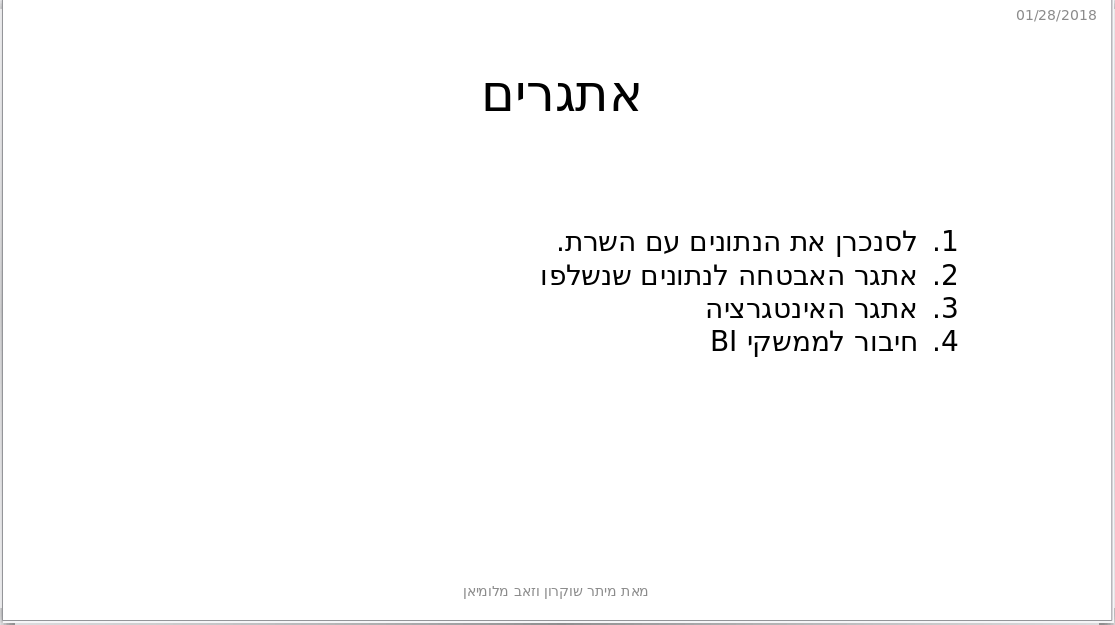 01/28/2018
אתגרים
1. לסנכרן את הנתונים עם השרת.
2. אתגר האבטחה לנתונים שנשלפו
3. אתגר האינטגרציה
4. חיבור לממשקי BI
מאת מיתר שוקרון וזאב מלומיאן